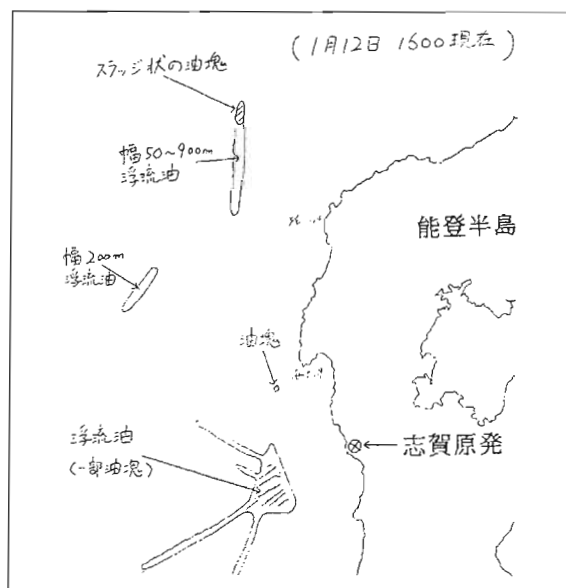 (1月12日 1600現在)
スラッジ状の油塊
幅50~900m
浮流油
能登半島
幅200m
浮流油
油塊
浮流油
(一部油塊)
志賀原発